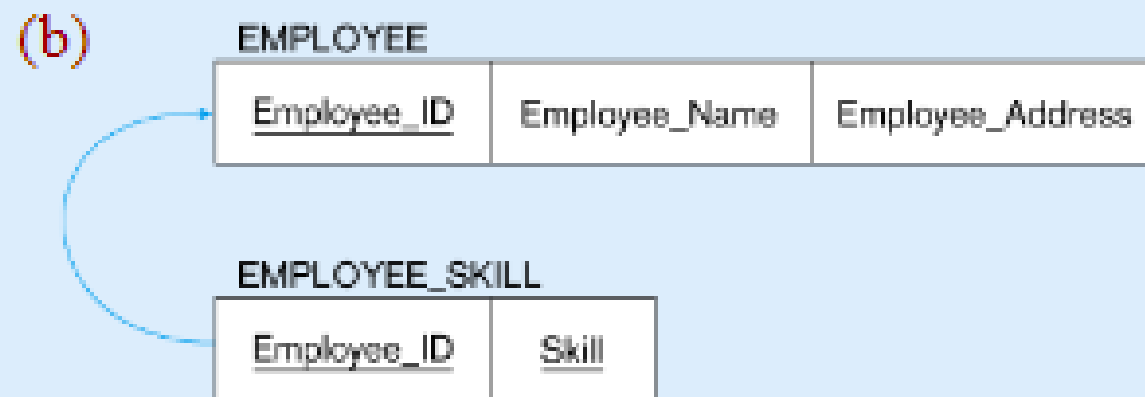 (b)
EMPLOYEE
Employee_ID Employee_Name Employee_Address
EMPLOYEE_SKILL
Employee_ID Skill